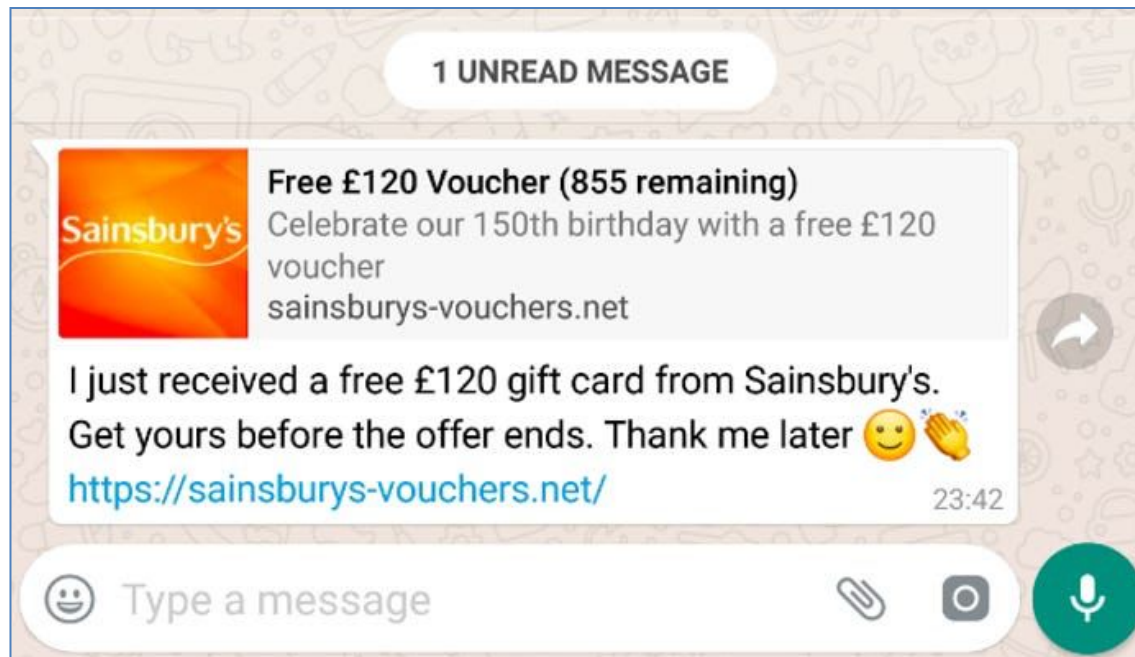 1 UNREAD MESSAGE
Sainsbury's
Free £120 Voucher (855 remaining)
Celebrate our 150th birthday with a free £120
voucher
sainsburys-vouchers.net
I just received a free £120 gift card from Sainsbury's.
Get yours before the offer ends. Thank me later 🙂👏
https://sainsburys-vouchers.net/
23:42
Type a message